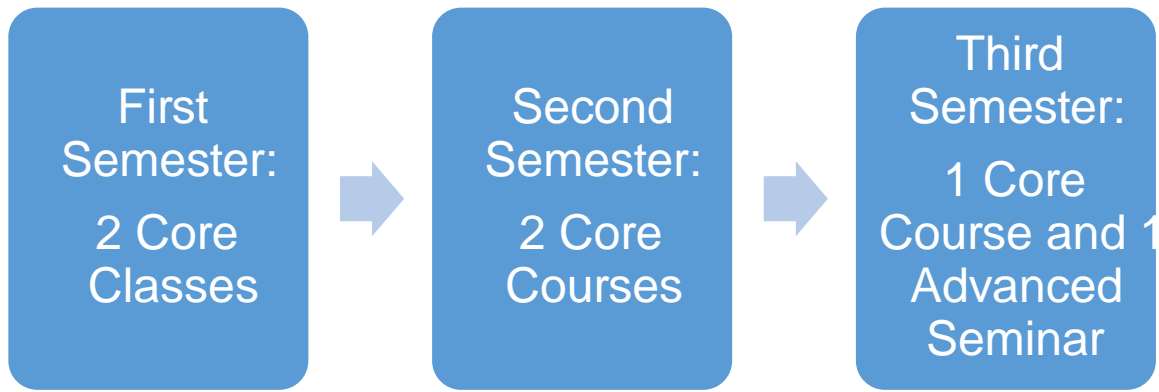 First
Semester:
2 Core
Classes
Second
Semester:
2 Core
Courses
Third
Semester:
1 Core
Course and 1
Advanced
Seminar